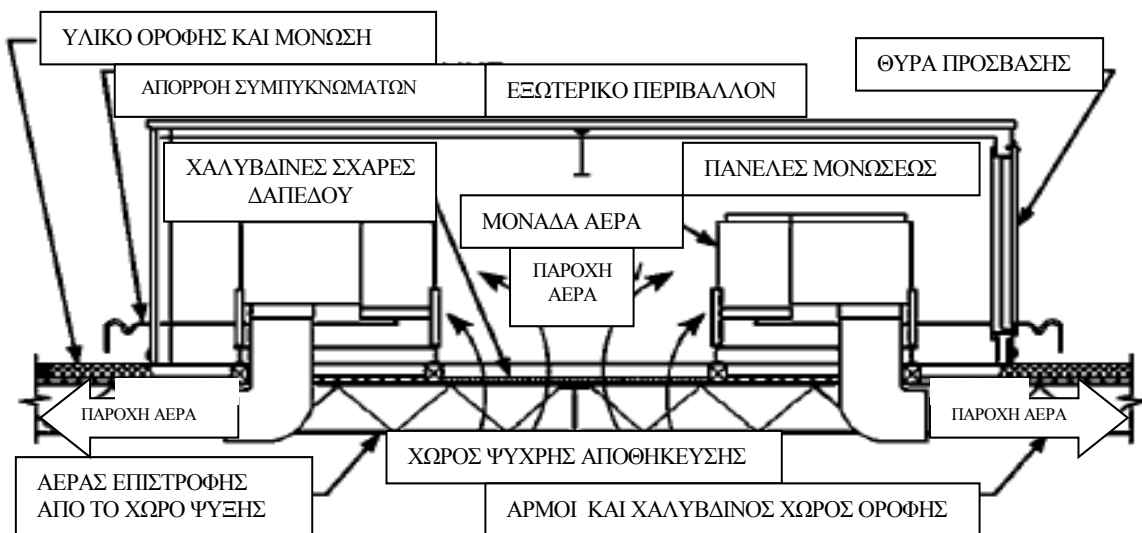 ΥΛΙΚΟ ΟΡΟΦΗΣ ΚΑΙ ΜΟΝΩΣΗ
ΑΠΟΡΡΟΗ ΣΥΜΠΥΚΝΩΜΑΤΩΝ
ΕΞΩΤΕΡΙΚΟ ΠΕΡΙΒΑΛΛΟΝ
ΘΥΡΑ ΠΡΟΣΒΑΣΗΣ
ΧΑΛΥΒΔΙΝΕΣ ΣΧΑΡΕΣ
ΔΑΠΕΔΟΥ
ΠΑΝΕΛΕΣ ΜΟΝΩΣΕΩΣ
ΜΟΝΑΔΑ ΑΕΡΑ
ΠΑΡΟΧΗ
ΑΕΡΑ
ΠΑΡΟΧΗ ΑΕΡΑ
ΠΑΡΟΧΗ ΑΕΡΑ
ΧΩΡΟΣ ΨΥΧΡΗΣ ΑΠΟΘΗΚΕΥΣΗΣ
ΑΕΡΑΣ ΕΠΙΣΤΡΟΦΗΣ
ΑΠΟ ΤΟ ΧΩΡΟ ΨΥΞΗΣ
ΑΡΜΟΙ ΚΑΙ ΧΑΛΥΒΔΙΝΟΣ ΧΩΡΟΣ ΟΡΟΦΗΣ